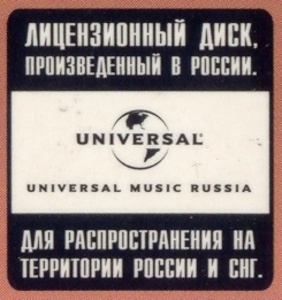 ЛИЦЕНЗИОННЫЙ ДИСК,
ПРОИЗВЕДЕННЫЙ В РОССИИ.
UNIVERSAL
UNIVERSAL MUSIC RUSSIA
ДЛЯ РАСПРОСТРАНЕНИЯ НА
ТЕРРИТОРИИ РОССИИ И СНГ.